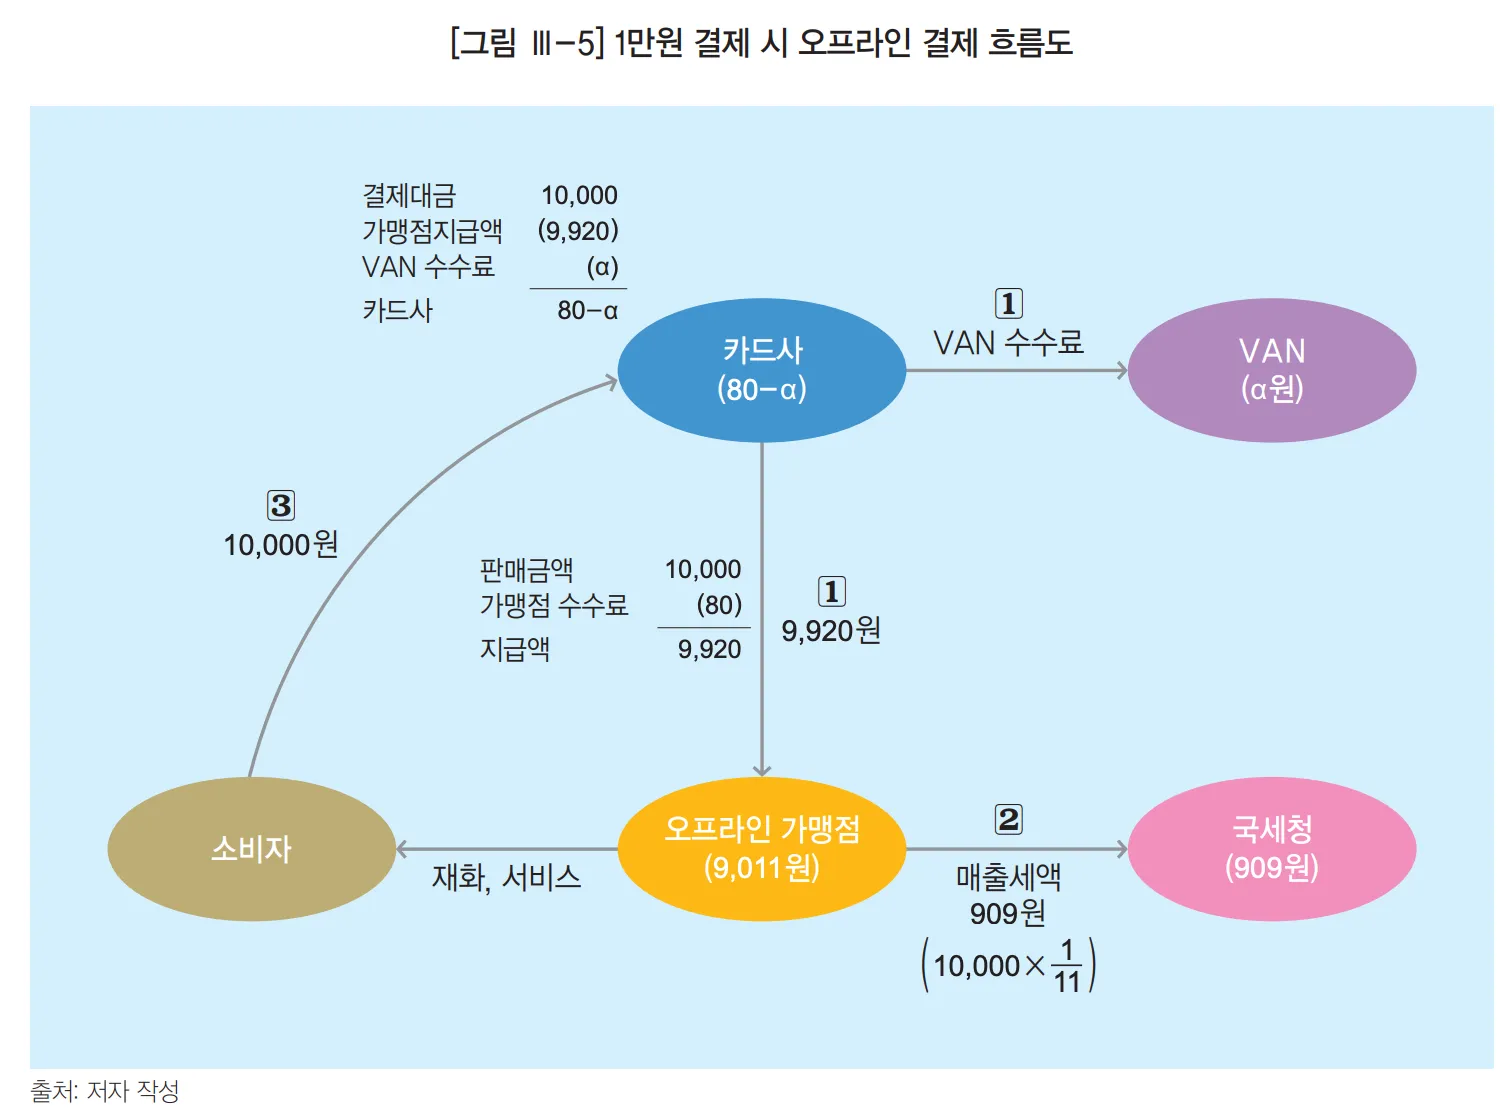 [그림 Ⅲ-5] 1만원 결제 시 오프라인 결제 흐름도
결제대금 10,000
가맹점지급액 (9,920)
VAN 수수료 (α)
카드사 80-α
카드사
(80-α)
1
VAN 수수료
VAN
(α원)
3
10,000원
판매금액 10,000
가맹점 수수료 (80)
지급액 9,920
1
9,920원
소비자
재화, 서비스
오프라인 가맹점
(9,011원)
2
매출세액
909원
(10,000×1/11)
국세청
(909원)
출처: 저자 작성